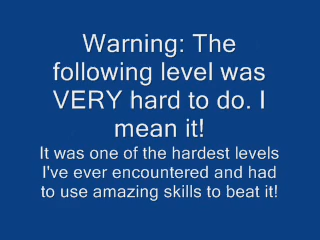 Warning: The
following level was
VERY hard to do. I
mean it!
It was one of the hardest levels
I've ever encountered and had
to use amazing skills to beat it!